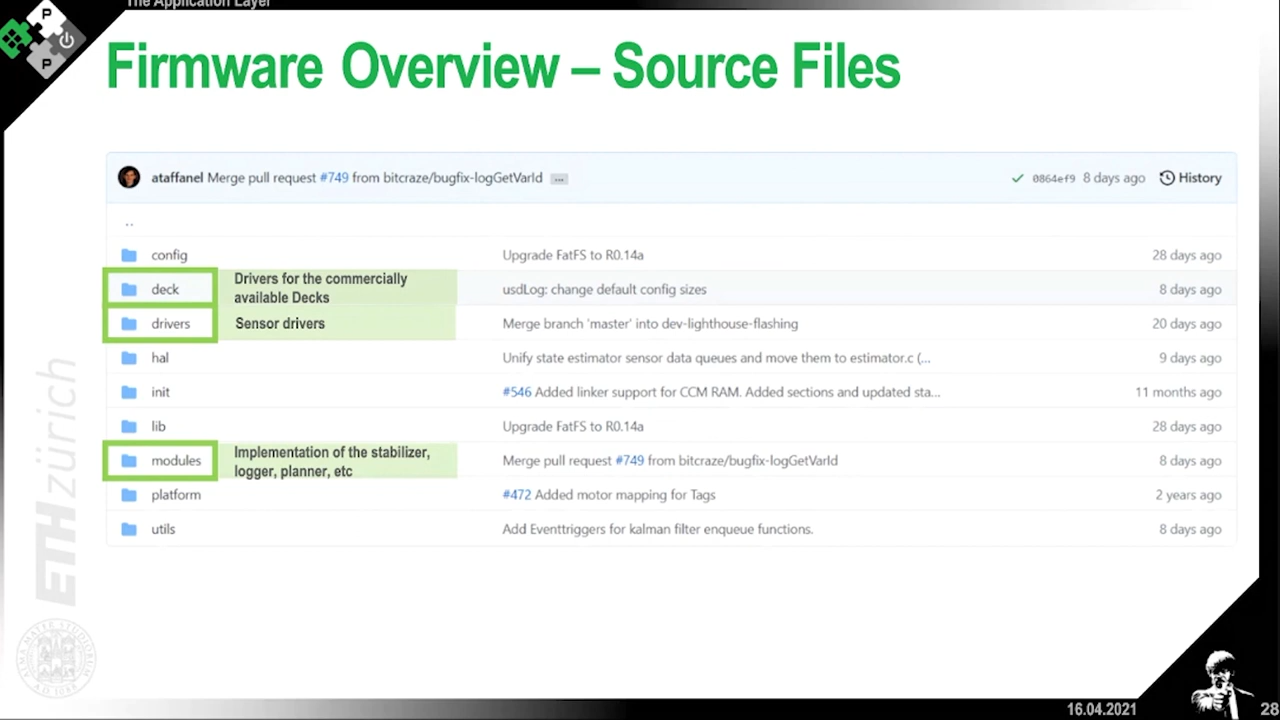 The Application Layer
P
P
Firmware Overview – Source Files
ataffanel Merge pull request #749 from bitcraze/bugfix-logGetVarId ...
0864ef9 8 days ago History
..
config Upgrade FatFS to R0.14a 28 days ago
deck Drivers for the commercially available Decks usdLog: change default config sizes 8 days ago
drivers Sensor drivers Merge branch 'master' into dev-lighthouse-flashing 20 days ago
hal Unify state estimator sensor data queues and move them to estimator.c (... 9 days ago
init #546 Added linker support for CCM RAM. Added sections and updated sta... 11 months ago
lib Upgrade FatFS to R0.14a 28 days ago
modules Implementation of the stabilizer, logger, planner, etc Merge pull request #749 from bitcraze/bugfix-logGetVarId 8 days ago
platform #472 Added motor mapping for Tags 2 years ago
utils Add Eventtriggers for kalman filter enqueue functions. 8 days ago
ETHzürich
ALMA MATER STUDIORUM
A.D. 1088
16.04.2021 28